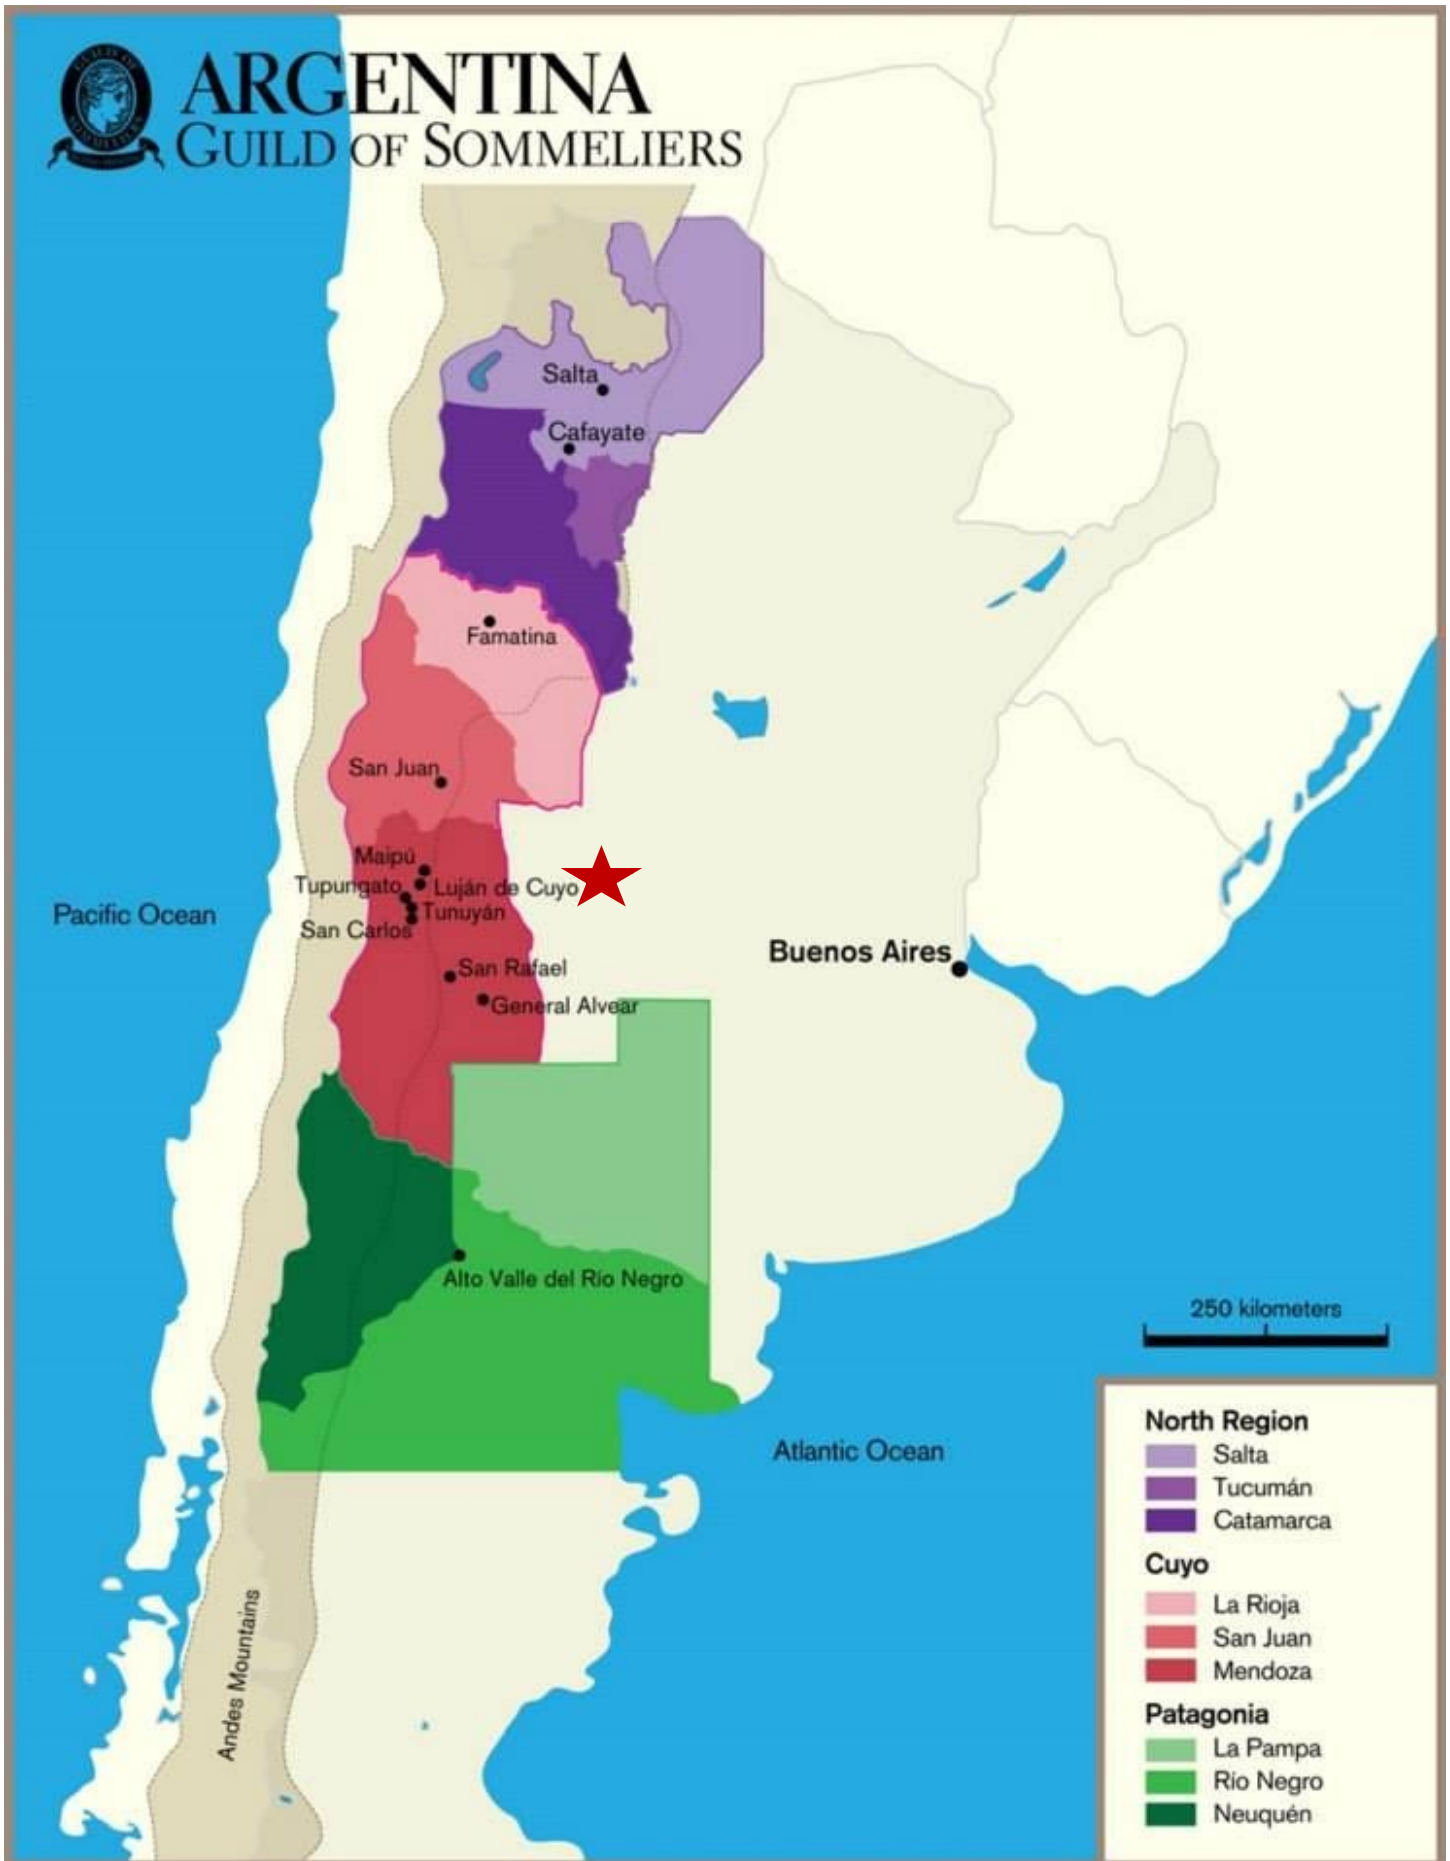 ARGENTINA
GUILD OF SOMMELIERS
Salta
Cafayate
Famatina
San Juan
Maipú
Tupungato
Luján de Cuyo
Tunuyán
San Carlos
Pacific Ocean
San Rafael
Buenos Aires
General Alvear
Alto Valle del Río Negro
250 kilometers
Atlantic Ocean
Andes Mountains
North Region
Salta
Tucumán
Catamarca
Cuyo
La Rioja
San Juan
Mendoza
Patagonia
La Pampa
Río Negro
Neuquén